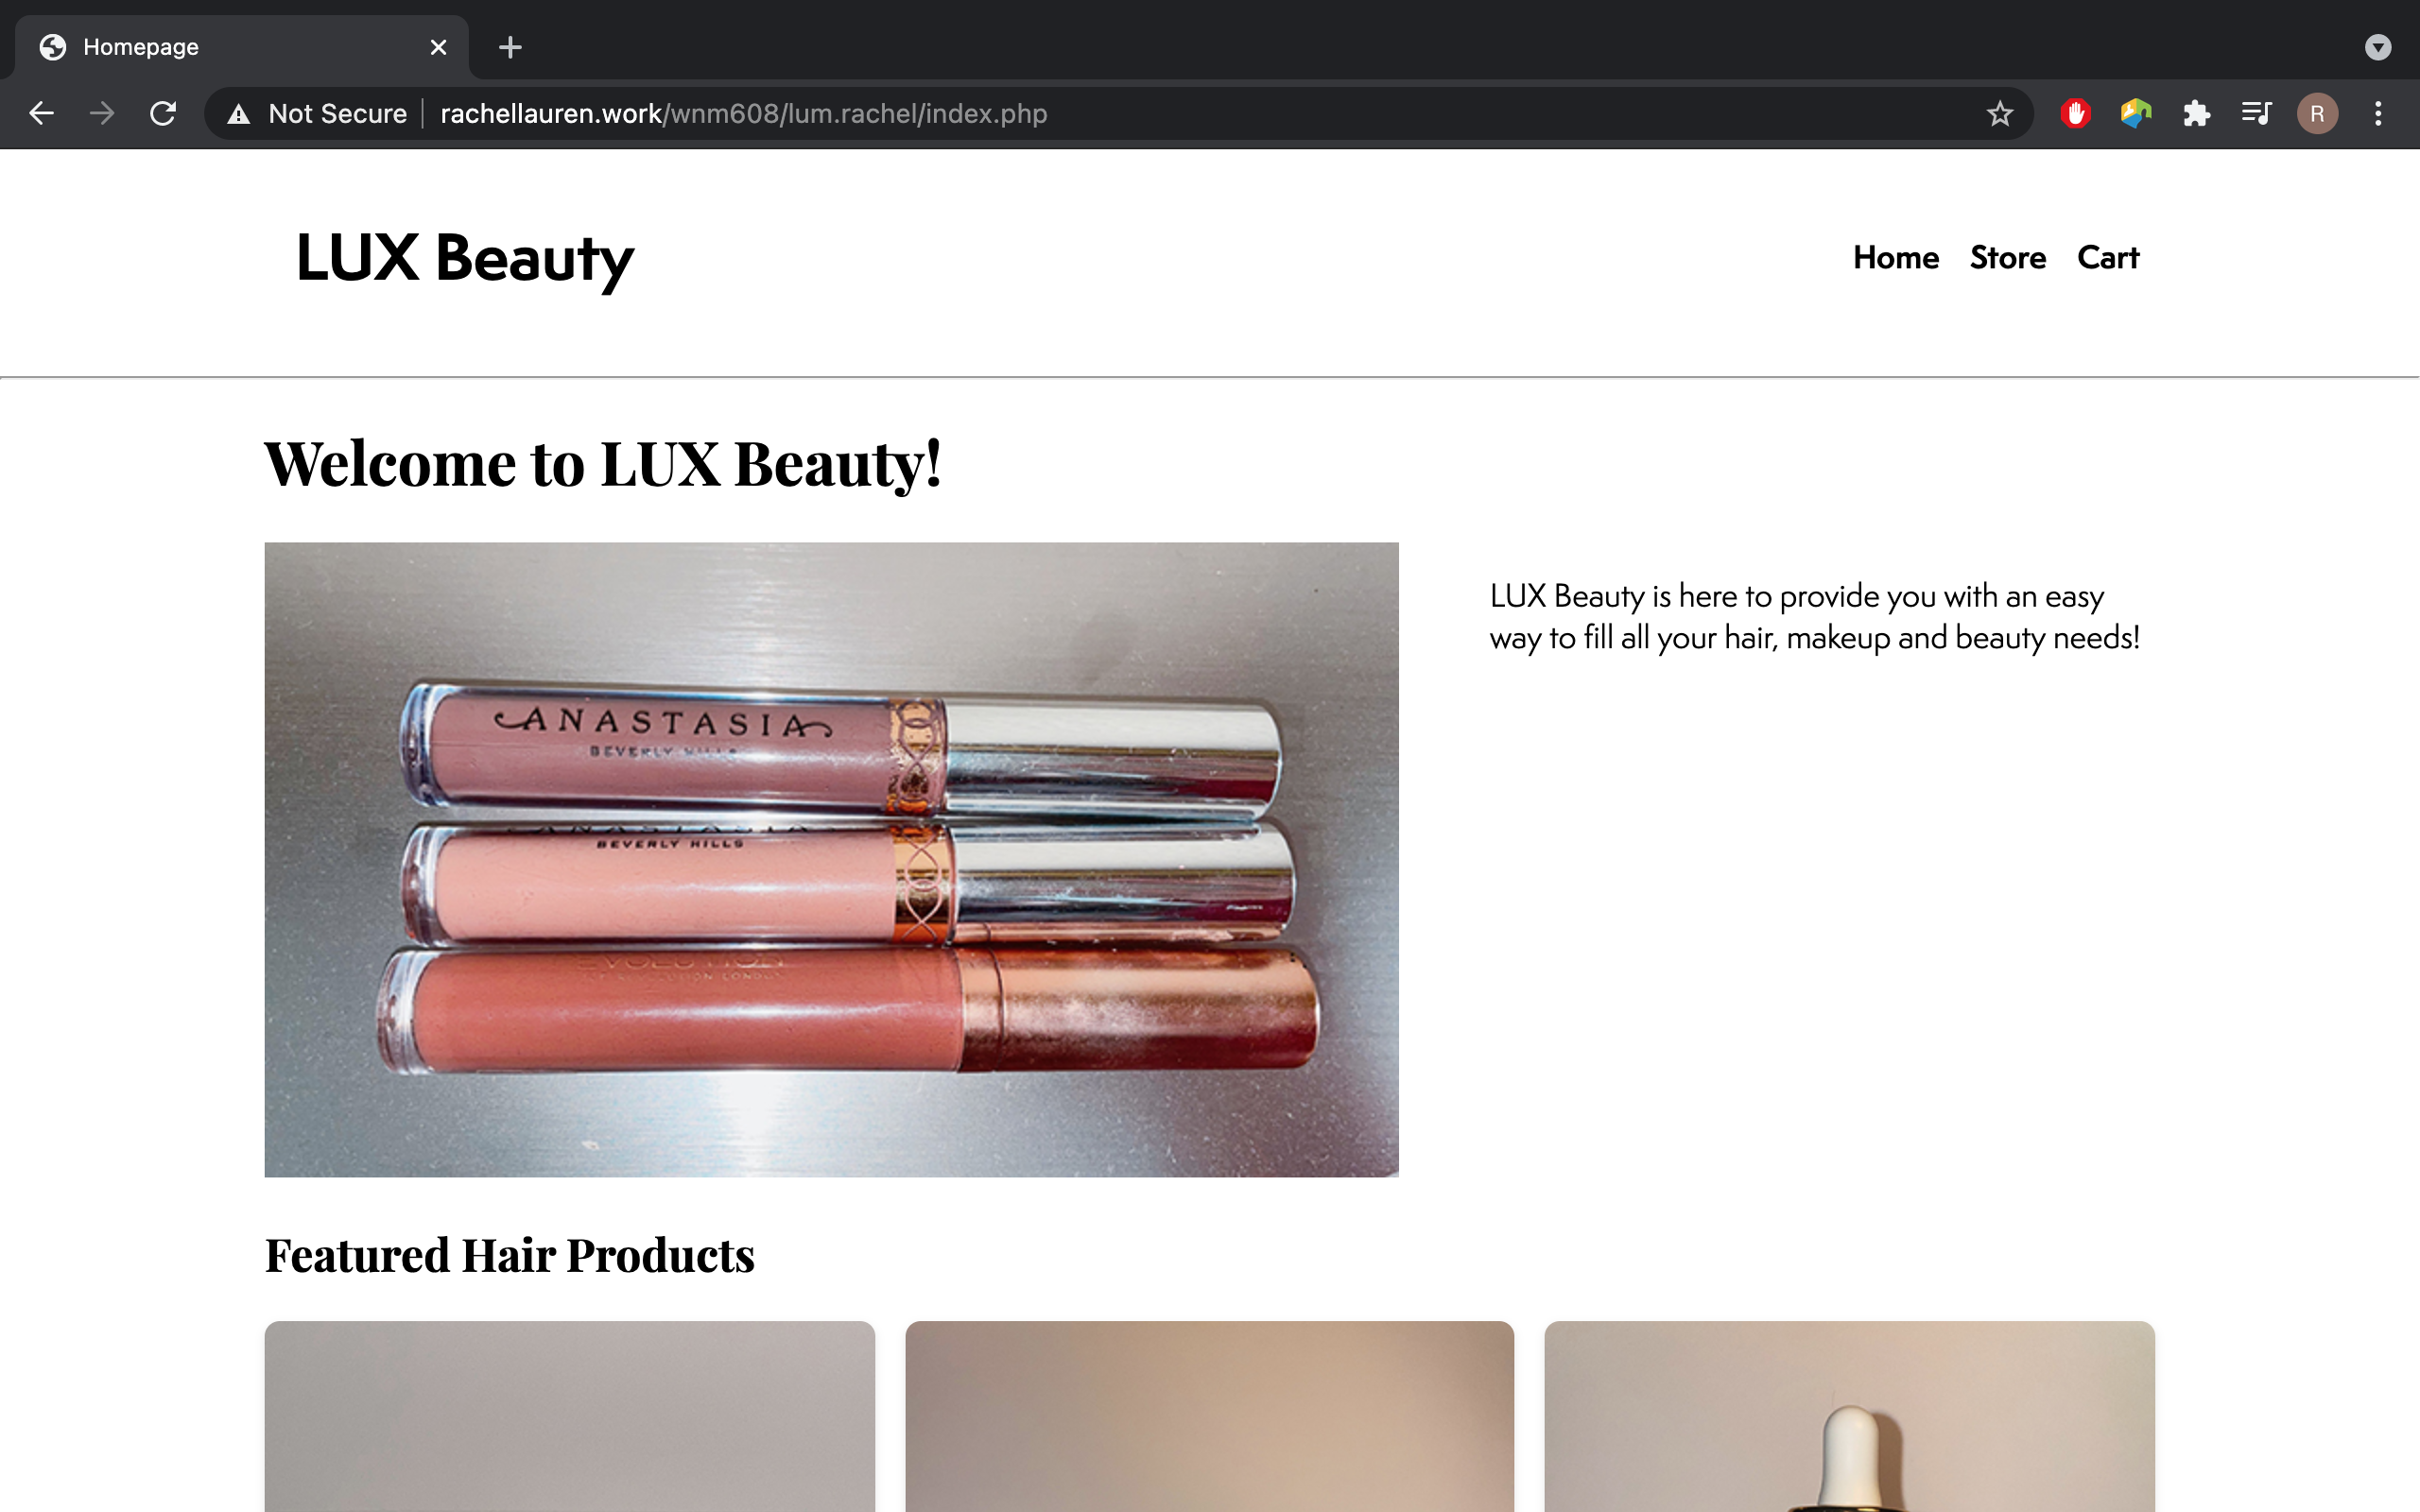 Homepage
Not Secure rachellauren.work/wnm608/lum.rachel/index.php
R
LUX Beauty
Home Store Cart
Welcome to LUX Beauty!
LUX Beauty is here to provide you with an easy
way to fill all your hair, makeup and beauty needs!
ANASTASIA
BEVERLY HILLS
ANASTASIA
BEVERLY HILLS
Featured Hair Products